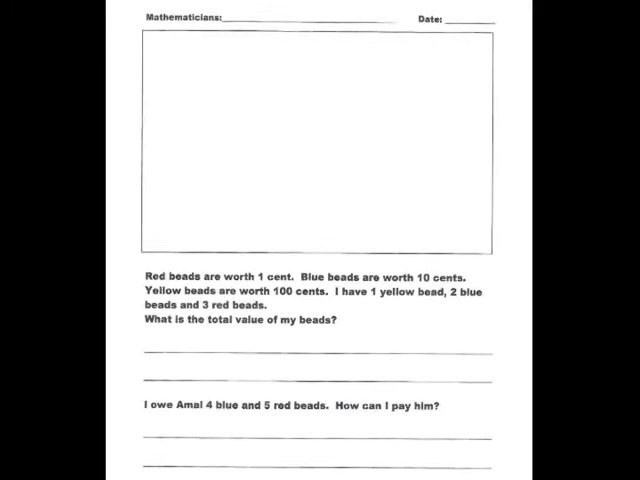 Mathematicians: Date:
Red beads are worth 1 cent. Blue beads are worth 10 cents.
Yellow beads are worth 100 cents. I have 1 yellow bead, 2 blue
beads and 3 red beads.
What is the total value of my beads?
I owe Amal 4 blue and 5 red beads. How can I pay him?